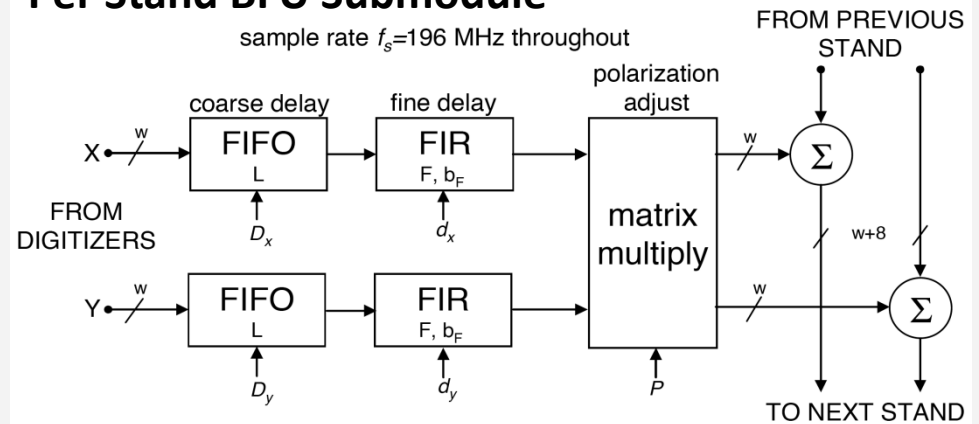 Per Stand BFU Submodule
sample rate fs=196 MHz throughout
FROM PREVIOUS
STAND
polarization
adjust
coarse delay
fine delay
w
X
FIFO
L
FIR
F, bF
w
Σ
FROM
DIGITIZERS
Dx
dx
matrix
multiply
w+8
w
Y
FIFO
L
FIR
F, bF
w
Σ
Dy
dy
P
TO NEXT STAND